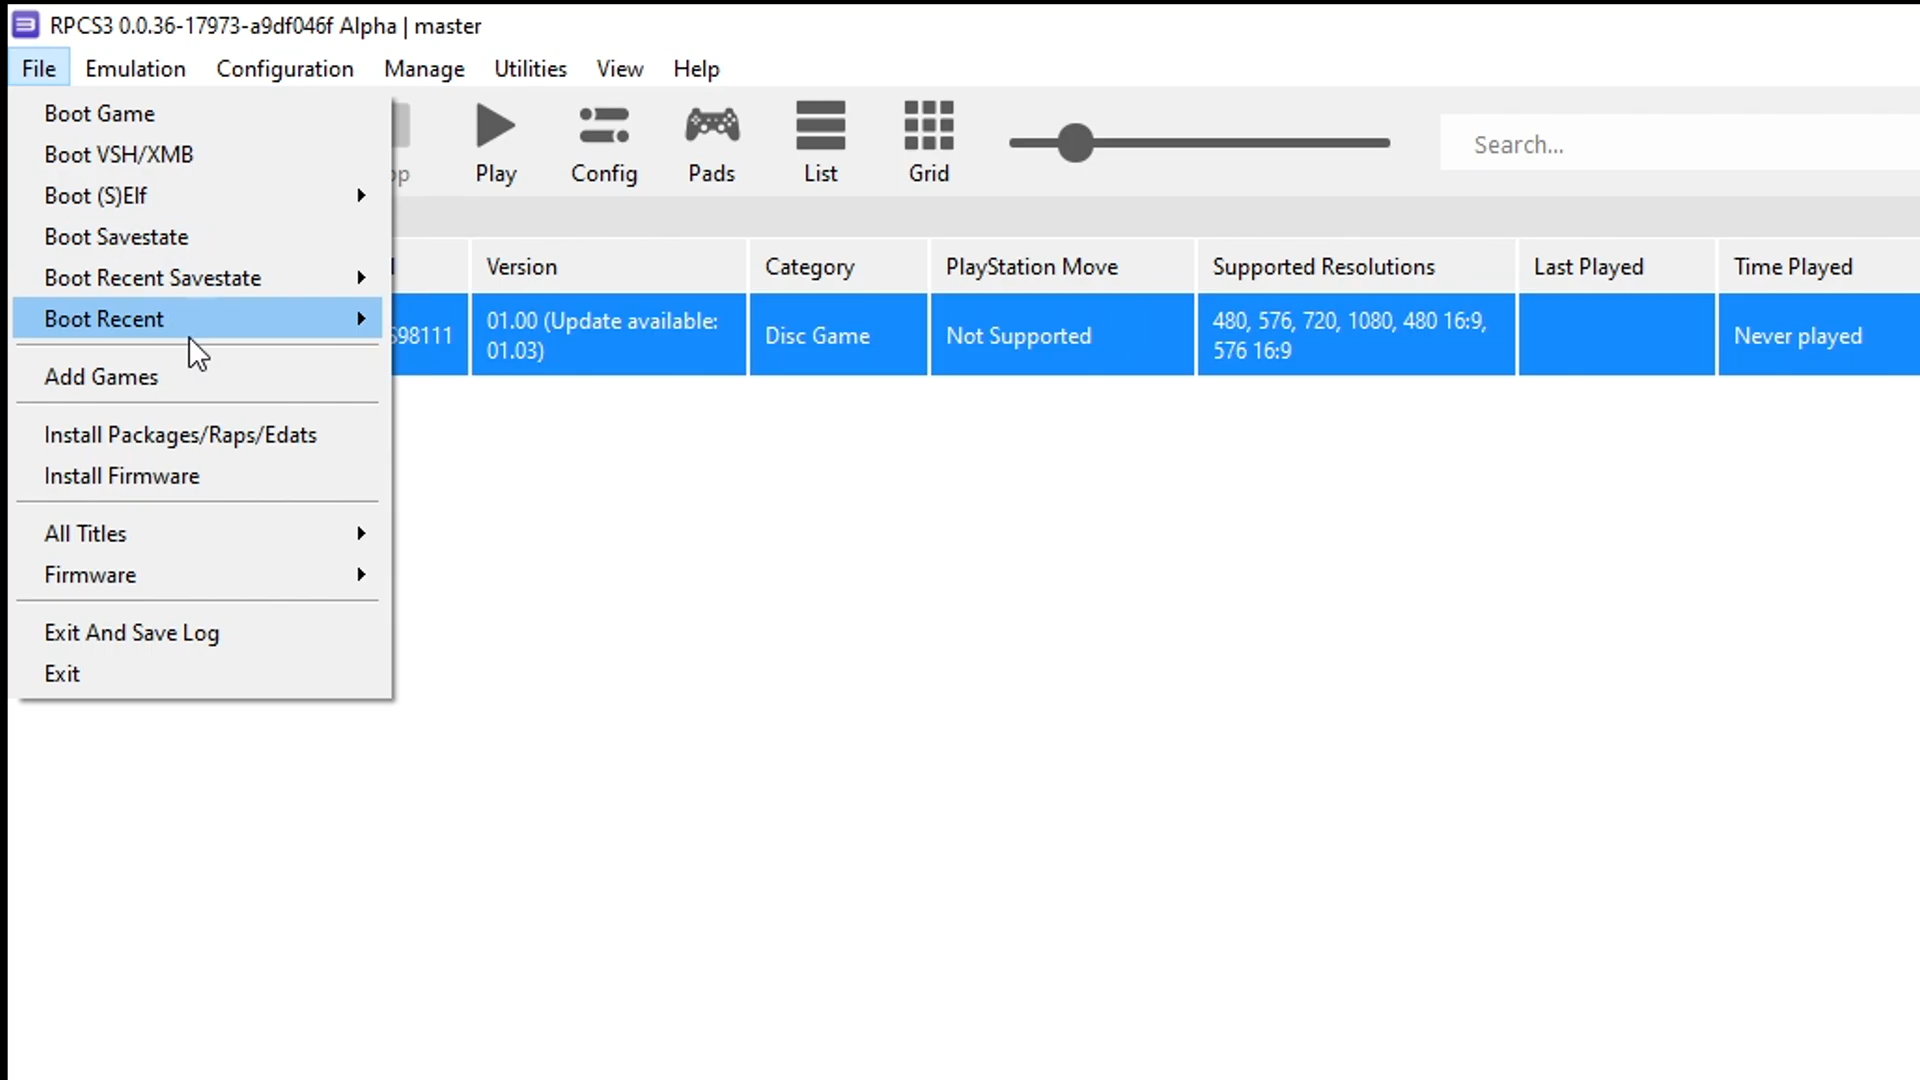 RPCS3 0.0.36-17973-a9df046f Alpha | master
File Emulation Configuration Manage Utilities View Help
Boot Game
Boot VSH/XMB
Boot (S)Elf
Boot Savestate
Boot Recent Savestate
Boot Recent
Add Games
Install Packages/Raps/Edats
Install Firmware
All Titles
Firmware
Exit And Save Log
Exit
Play Config Pads List Grid
Search...
Version Category PlayStation Move Supported Resolutions Last Played Time Played
98111 01.00 (Update available: 01.03) Disc Game Not Supported 480, 576, 720, 1080, 480 16:9, 576 16:9 Never played